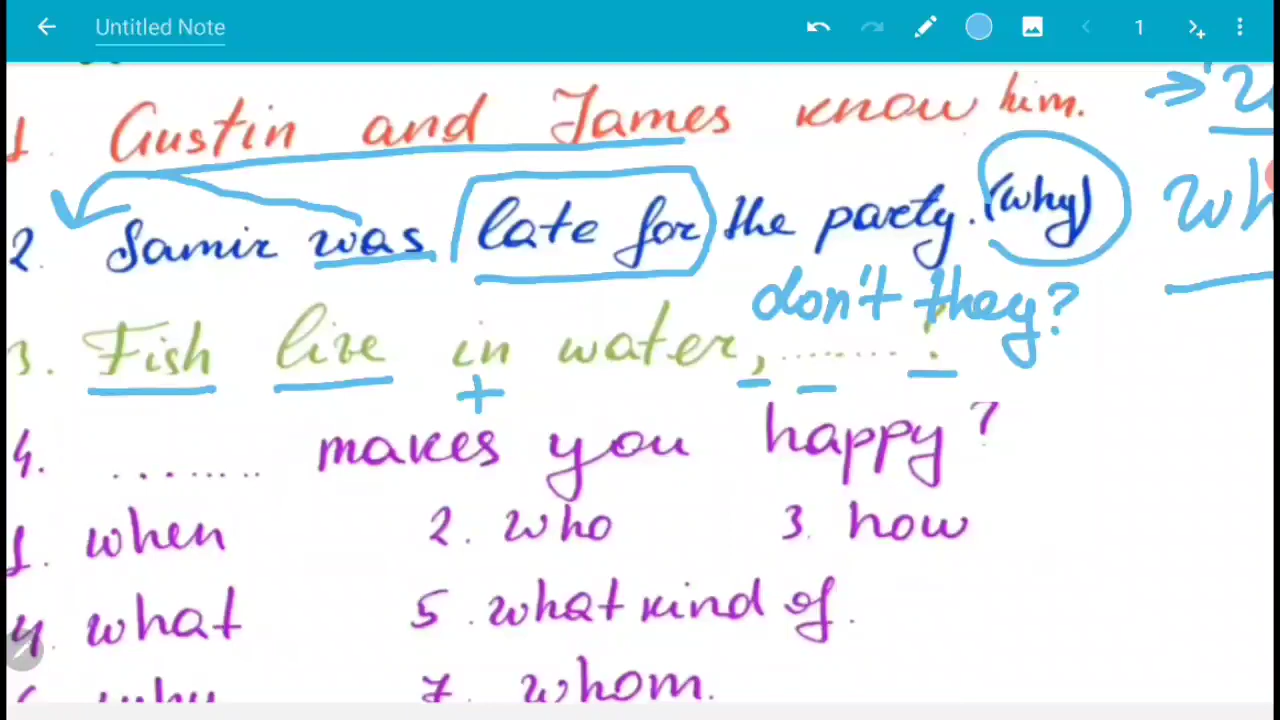 Untitled Note
1
1. Gustin and James know him.
2. Samir was late for the party. (why)
don't they?
3. Fish live in water, ........ ?
+
4. ........ makes you happy?
1. when 2. who 3. how
4. what 5. what kind of.
7. whom.